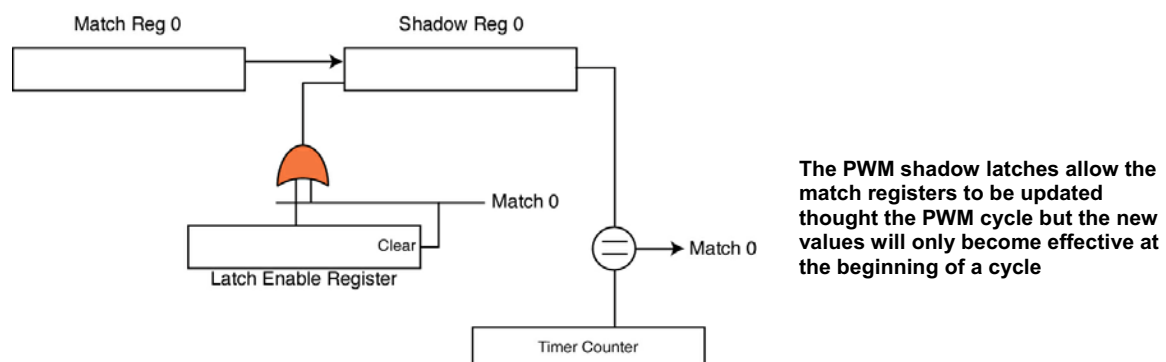 Match Reg 0
Shadow Reg 0
Match 0
Clear
Latch Enable Register
Match 0
Timer Counter
The PWM shadow latches allow the
match registers to be updated
thought the PWM cycle but the new
values will only become effective at
the beginning of a cycle